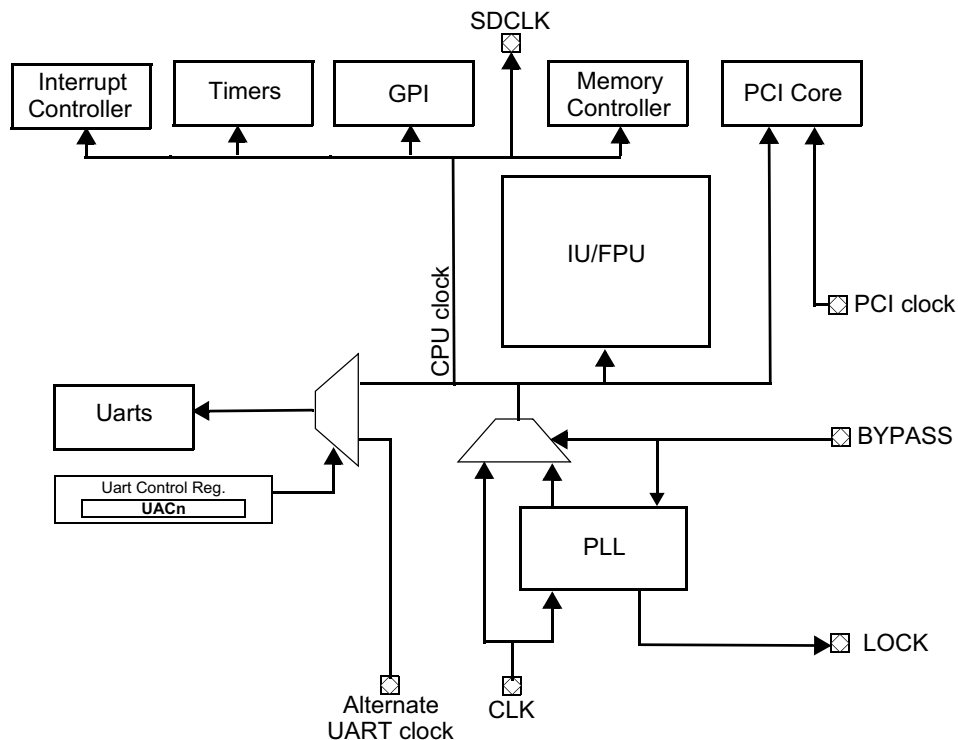 SDCLK
Interrupt
Controller
Timers
GPI
Memory
Controller
PCI Core
IU/FPU
CPU clock
PCI clock
Uarts
BYPASS
Uart Control Reg.
UACn
PLL
LOCK
Alternate
UART clock
CLK